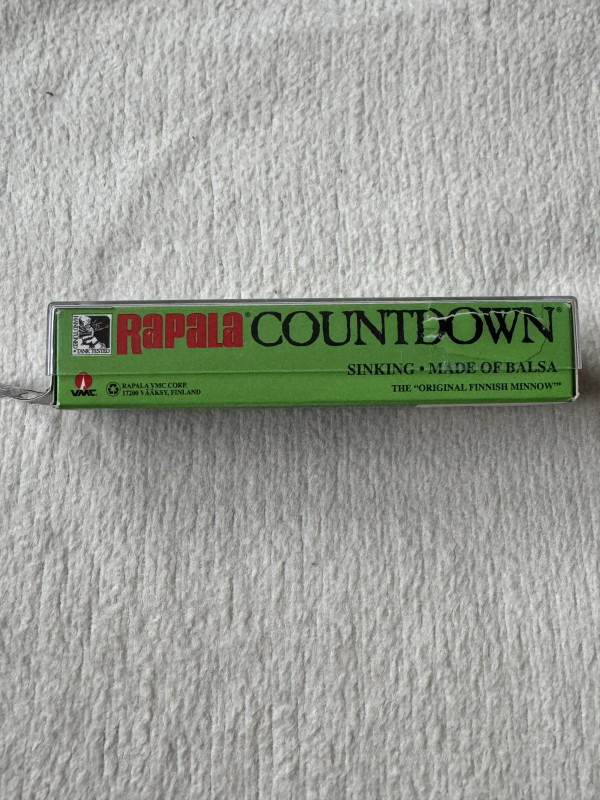 Rapala® COUNTDOWN®
TANK TESTED
SINKING • MADE OF BALSA
VMC
RAPALA VMC CORP.
17200 VÄÄKSY, FINLAND
THE "ORIGINAL FINNISH MINNOW"™